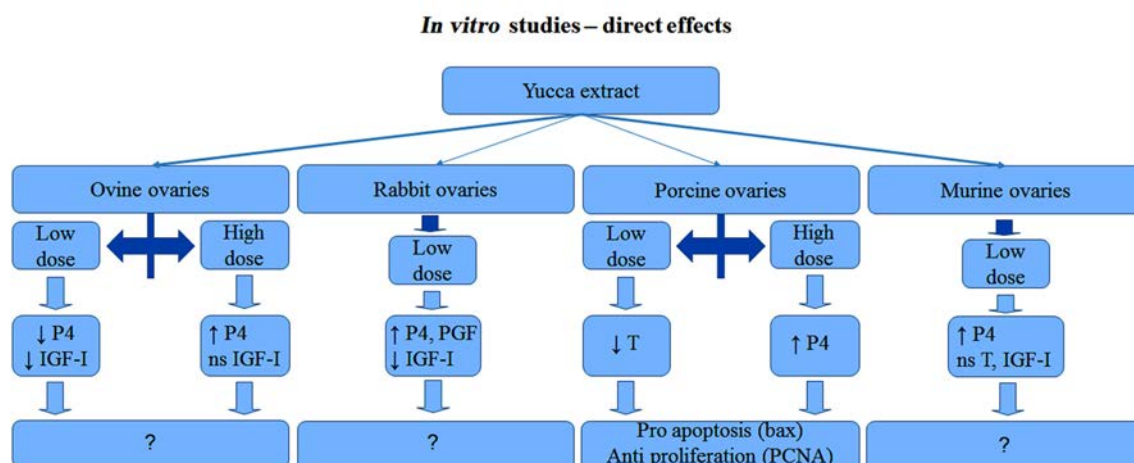 In vitro studies – direct effects
Yucca extract
Ovine ovaries
Rabbit ovaries
Porcine ovaries
Murine ovaries
Low
dose
High
dose
Low
dose
Low
dose
High
dose
Low
dose
↓ P4
↓ IGF-I
↑ P4
ns IGF-I
↑ P4, PGF
↓ IGF-I
↓ T
↑ P4
↑ P4
ns T, IGF-I
?
?
Pro apoptosis (bax)
Anti proliferation (PCNA)
?